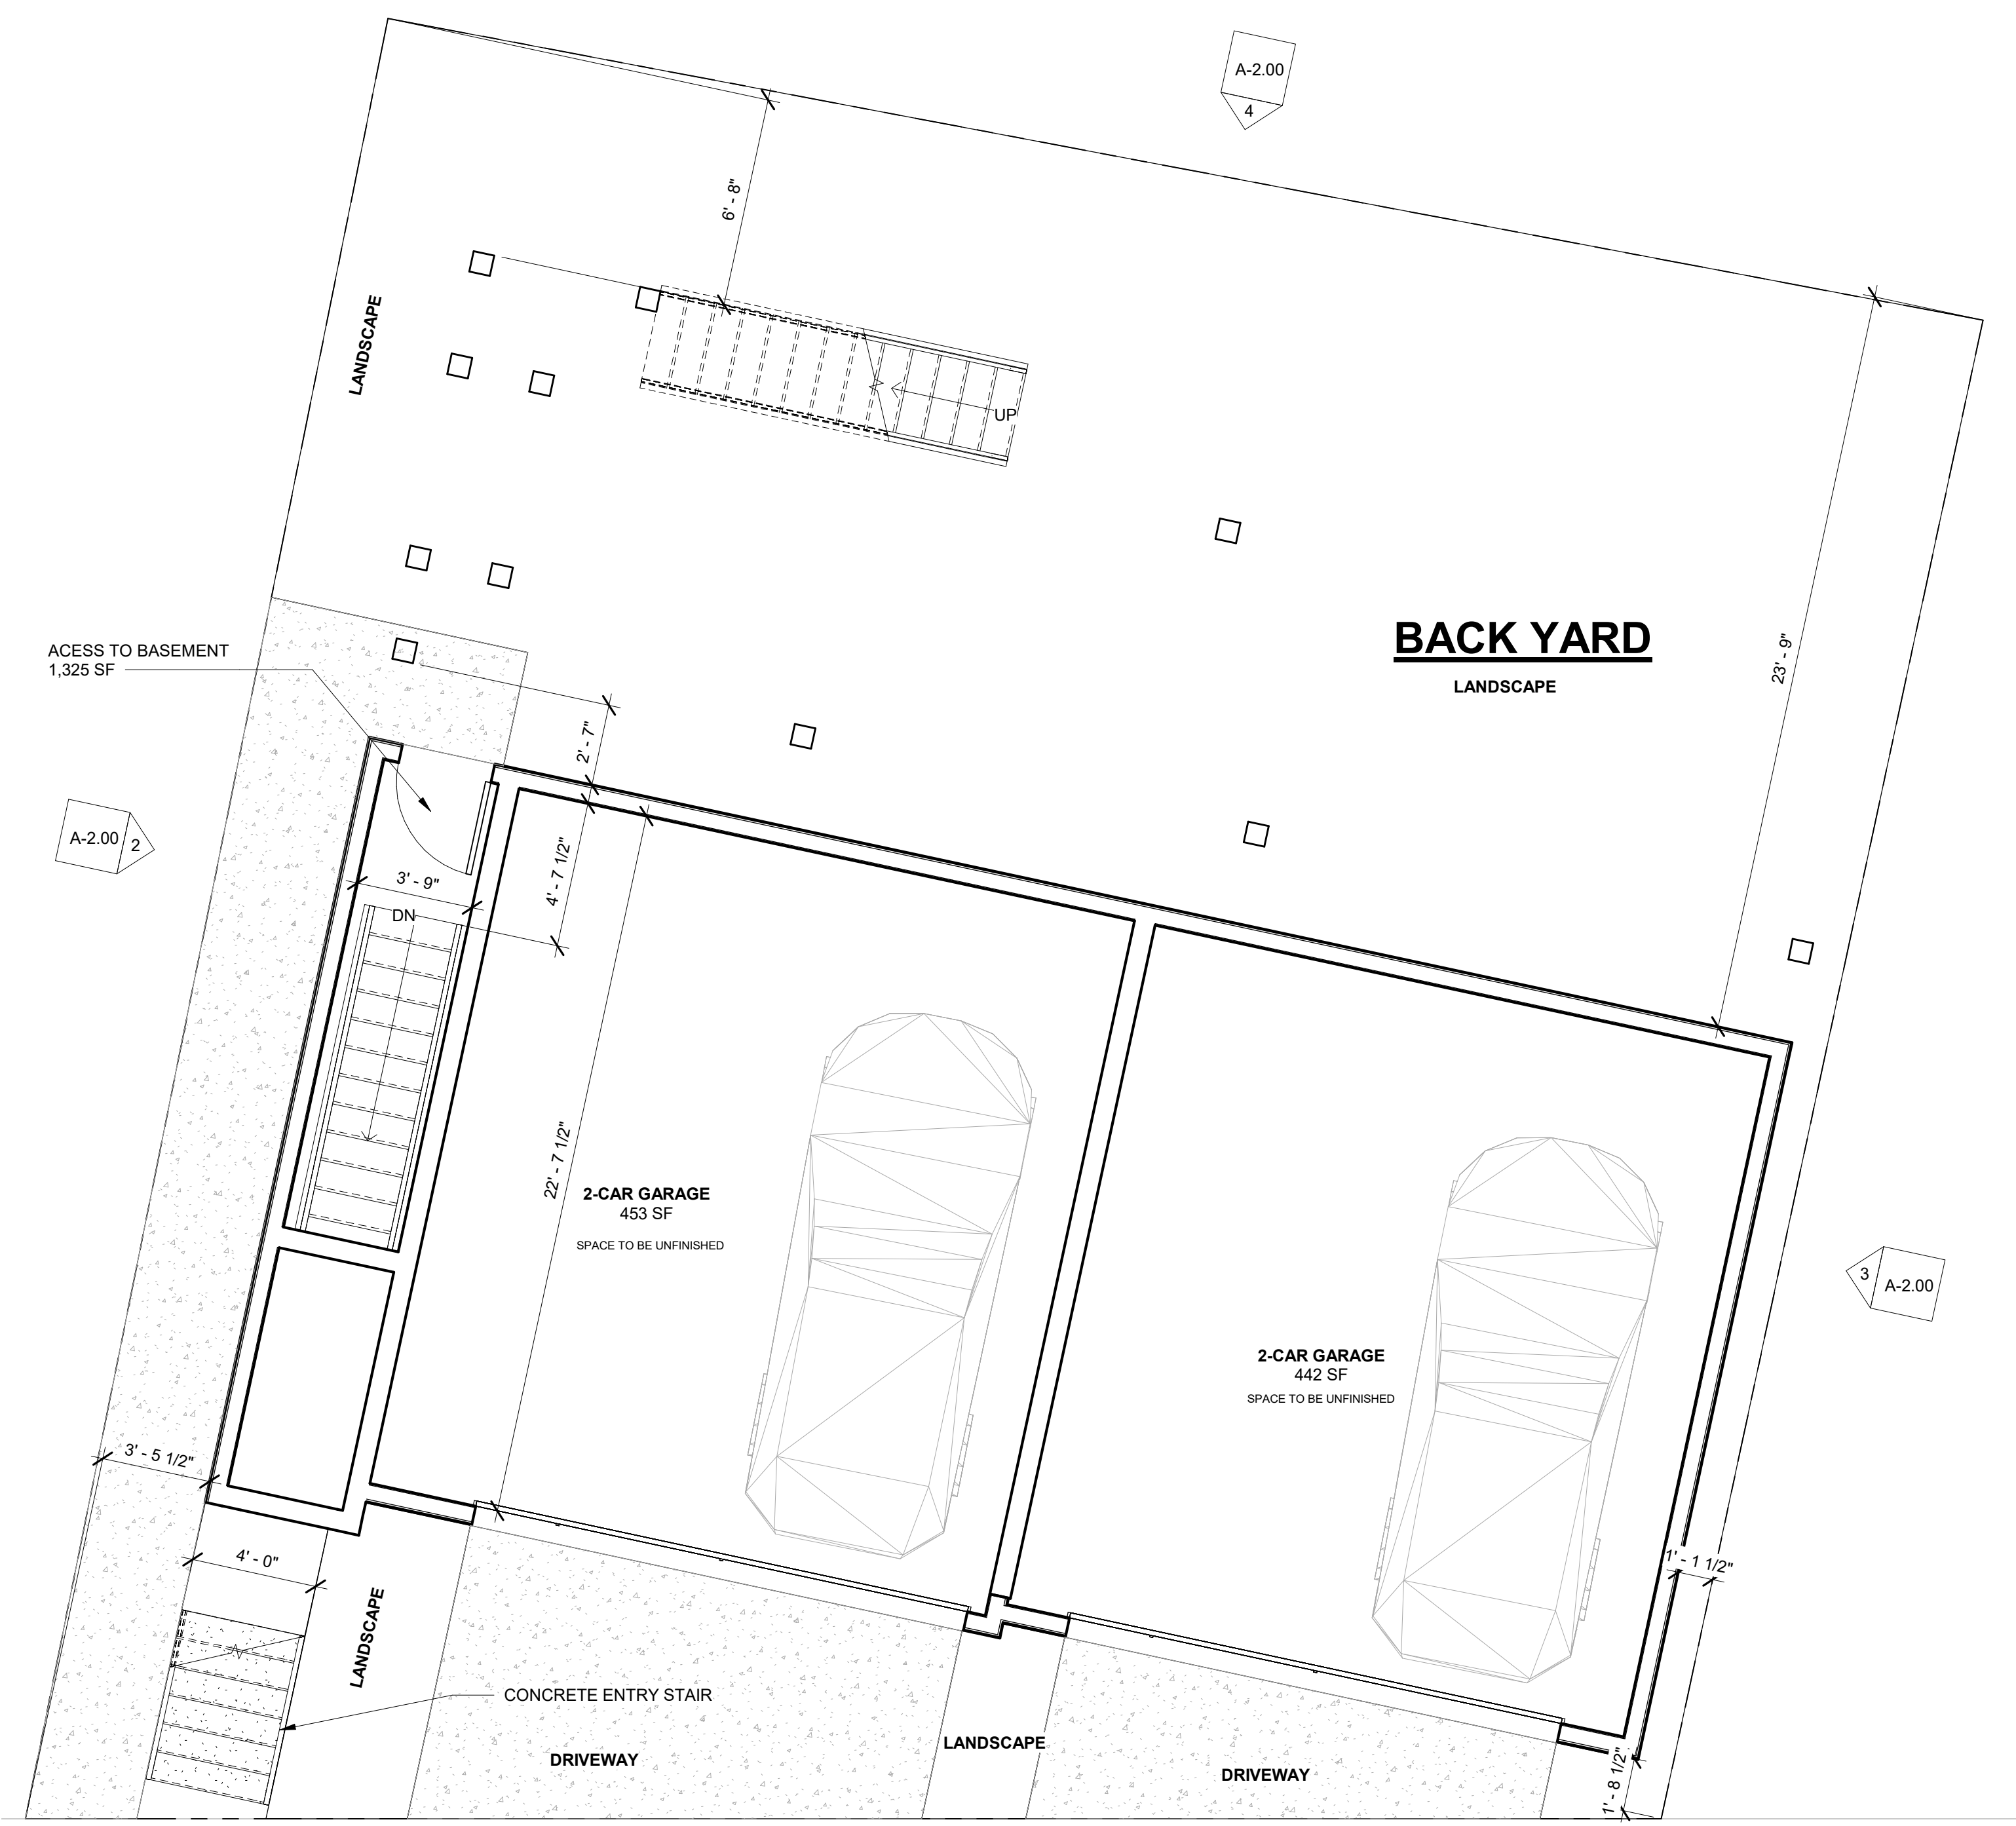 A-2.00
4
6' - 8"
LANDSCAPE
UP
BACK YARD
LANDSCAPE
23' - 9"
ACESS TO BASEMENT
1,325 SF
2' - 7"
A-2.00
2
4' - 7 1/2"
3' - 9"
DN
22' - 7 1/2"
2-CAR GARAGE
453 SF
SPACE TO BE UNFINISHED
3
A-2.00
2-CAR GARAGE
442 SF
SPACE TO BE UNFINISHED
3' - 5 1/2"
4' - 0"
1' - 1 1/2"
LANDSCAPE
CONCRETE ENTRY STAIR
DRIVEWAY
LANDSCAPE
DRIVEWAY
1' - 8 1/2"